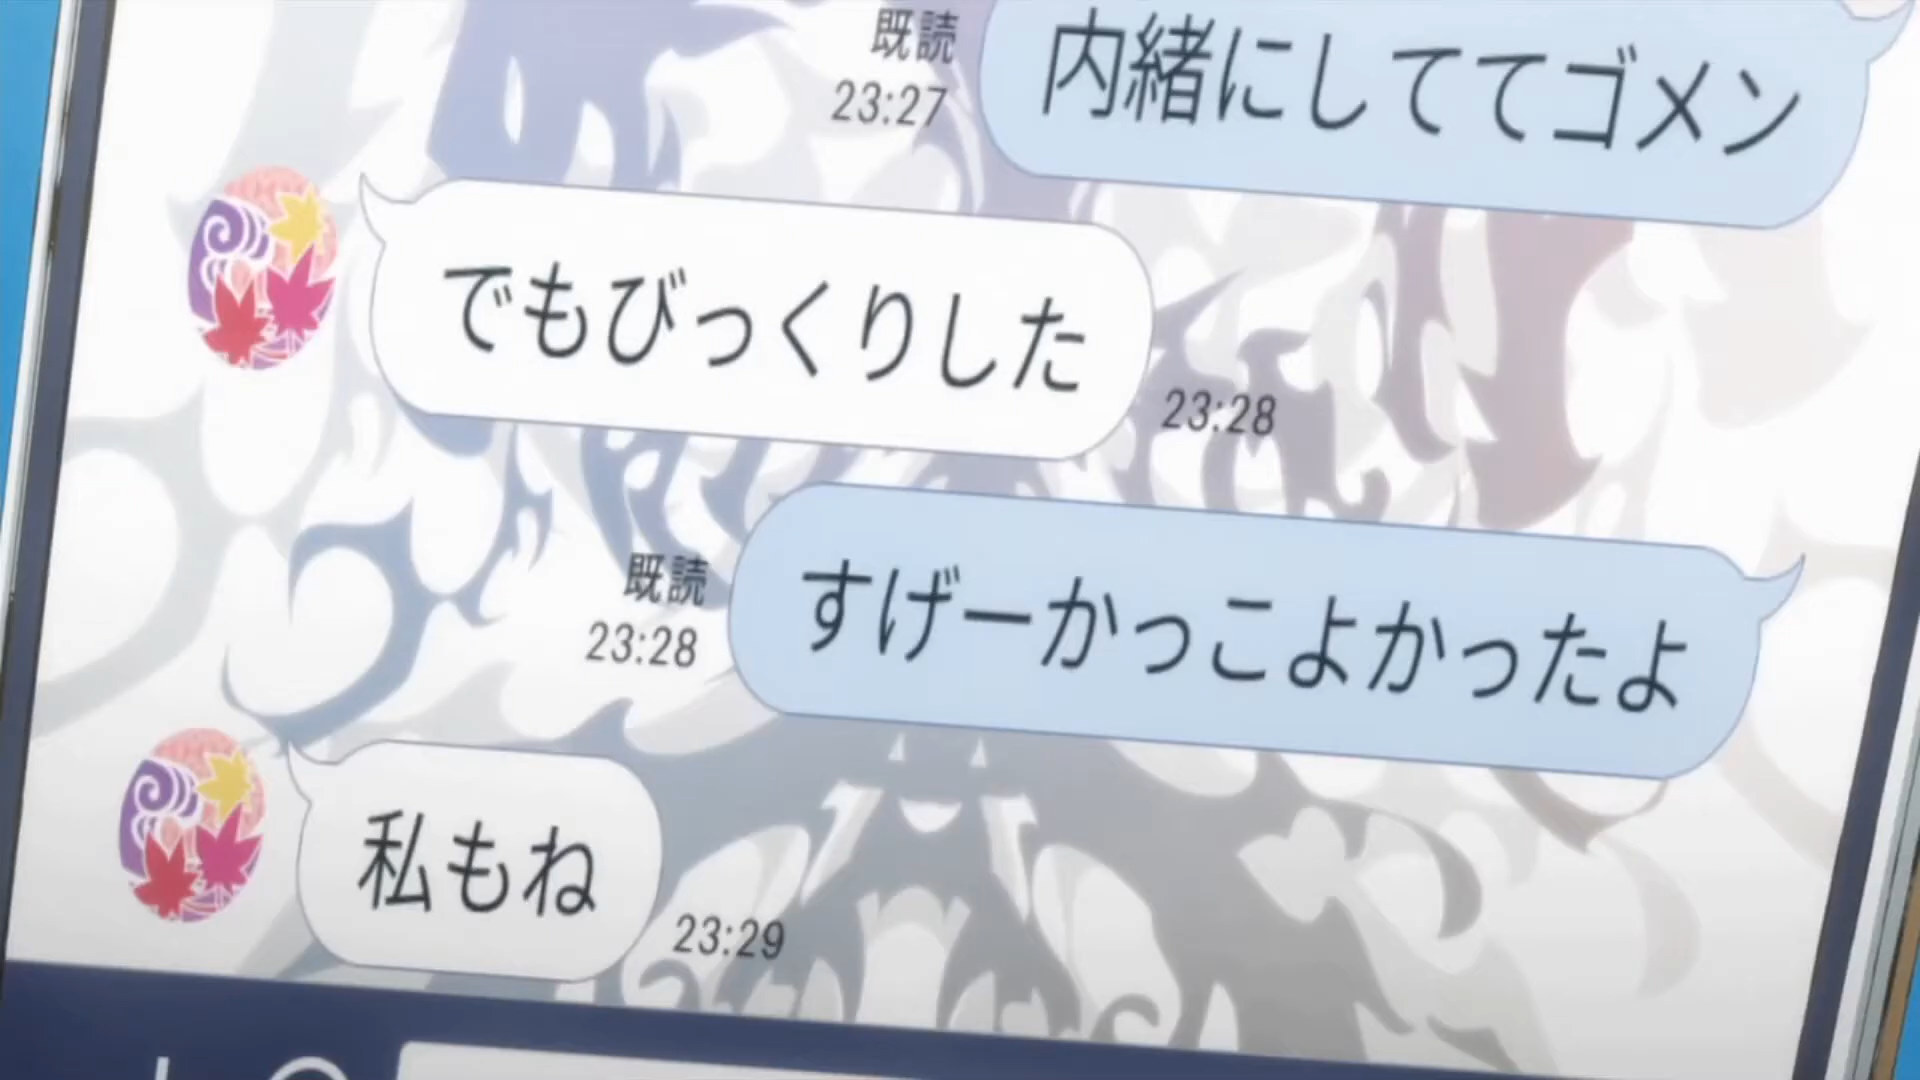 内緒にしててゴメン
既読
23:27
でもびっくりした
23:28
すげーかっこよかったよ
既読
23:28
私もね
23:29